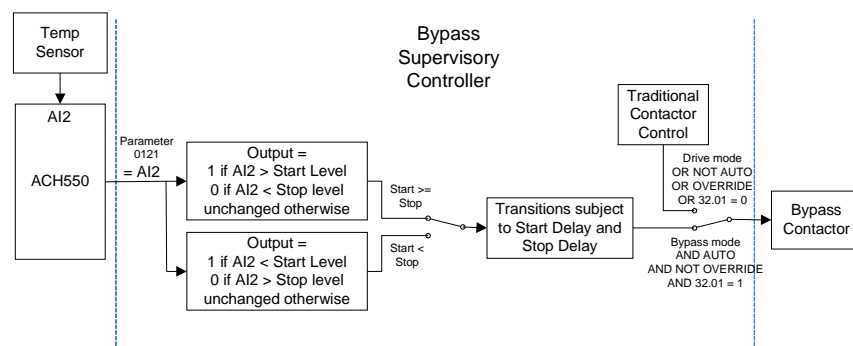 Temp
Sensor
AI2
ACH550
Parameter
0121
= AI2
Bypass
Supervisory
Controller
Output =
1 if AI2 > Start Level
0 if AI2 < Stop level
unchanged otherwise
Output =
1 if AI2 < Start Level
0 if AI2 > Stop level
unchanged otherwise
Start >=
Stop
Start <
Stop
Transitions subject
to Start Delay and
Stop Delay
Traditional
Contactor
Control
Drive mode
OR NOT AUTO
OR OVERRIDE
OR 32.01 = 0
Bypass mode
AND AUTO
AND NOT OVERRIDE
AND 32.01 = 1
Bypass
Contactor